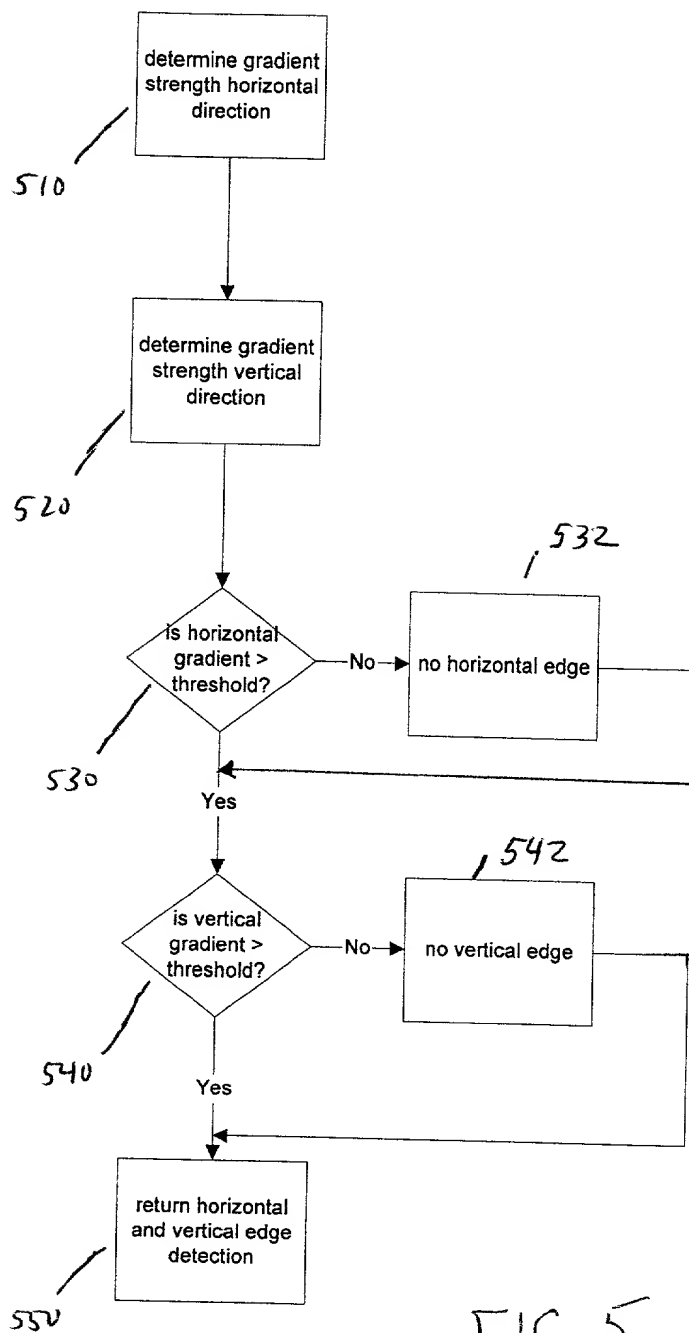 determine gradient
strength horizontal
direction
510
determine gradient
strength vertical
direction
520
532
is horizontal
gradient >
threshold?
No
no horizontal edge
530
Yes
542
is vertical
gradient >
threshold?
No
no vertical edge
540
Yes
return horizontal
and vertical edge
detection
550
FIG 5